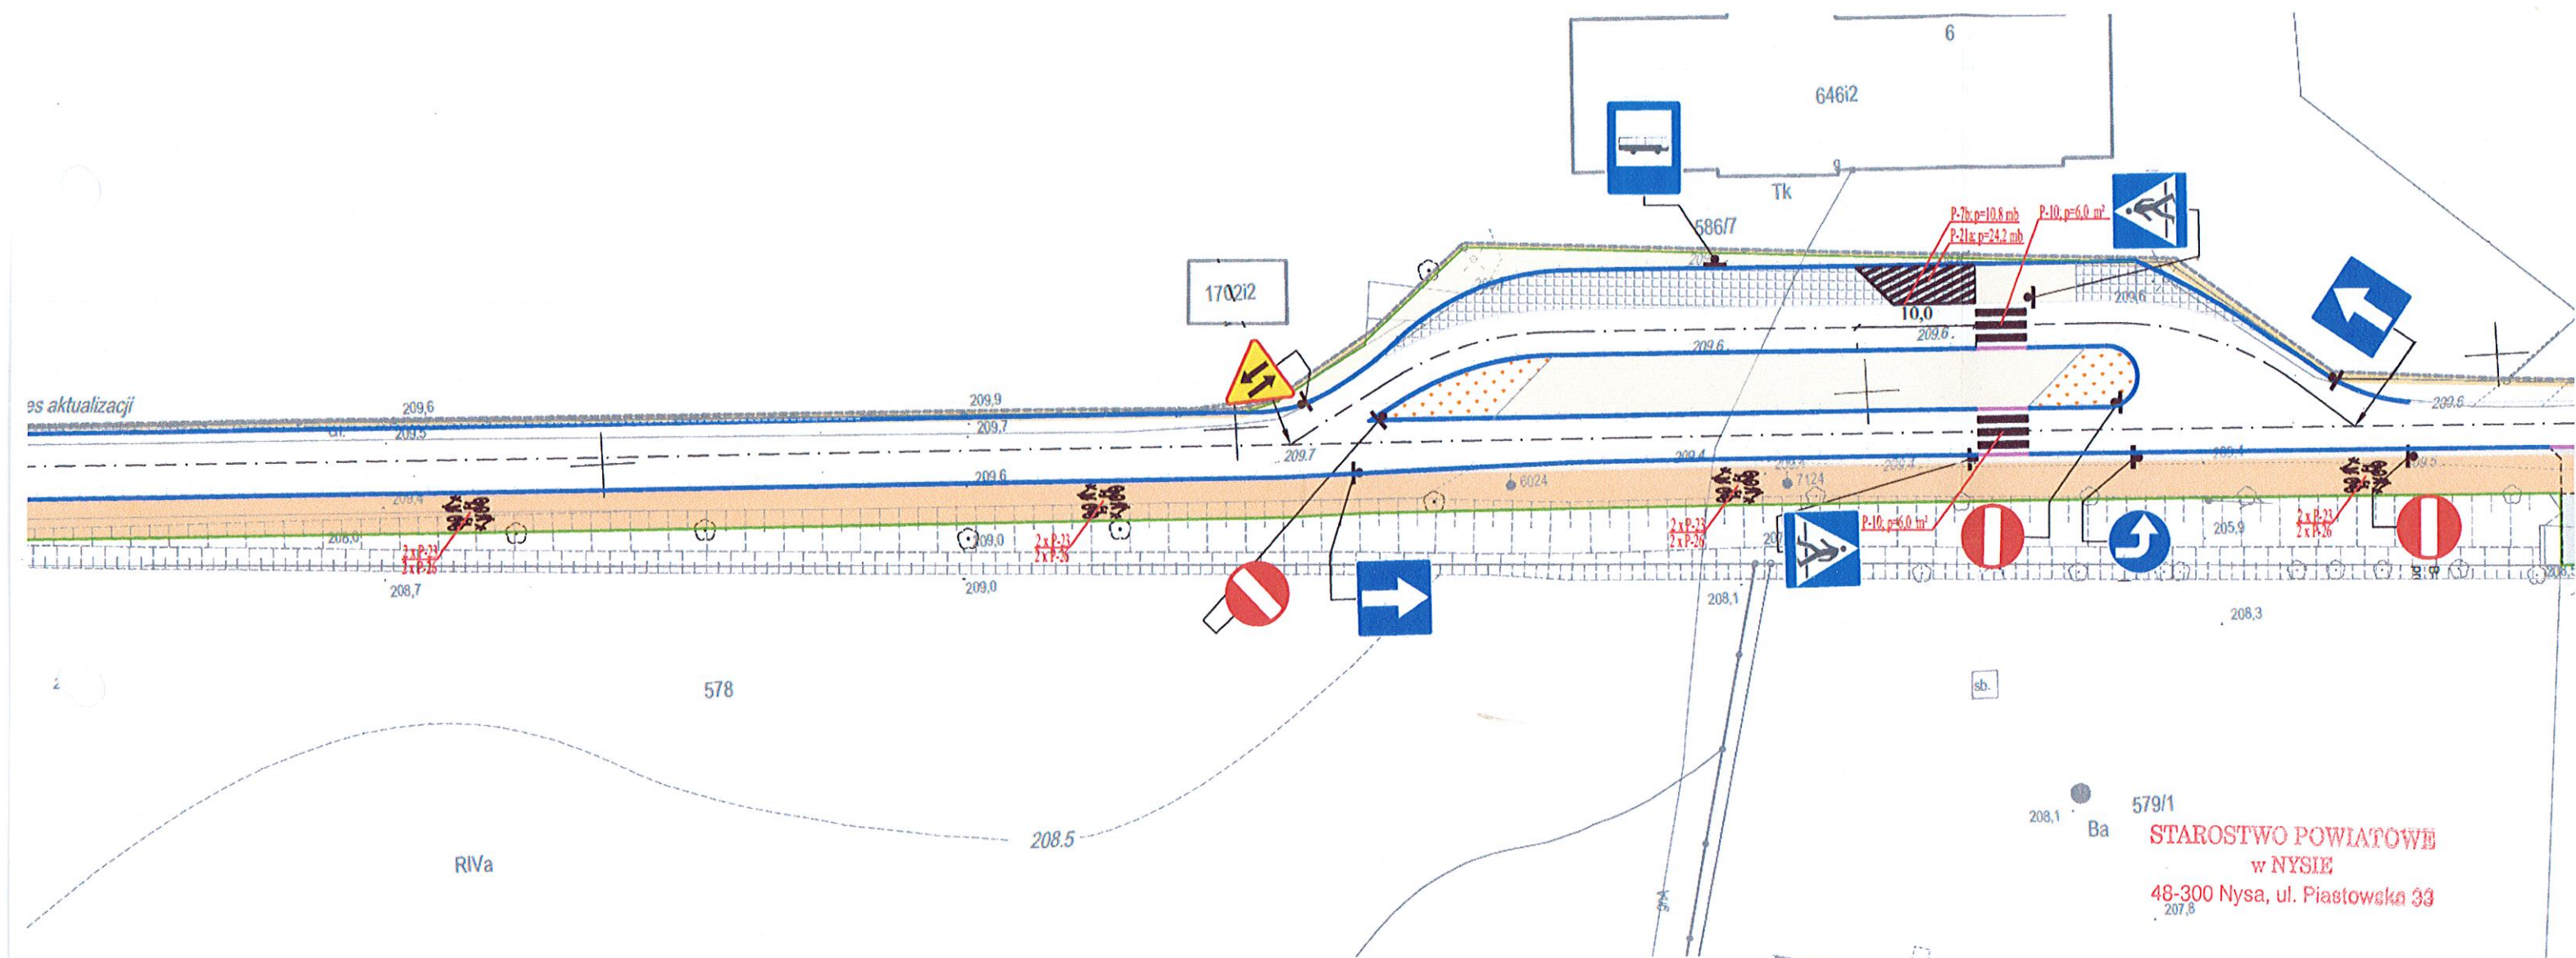 6
646i2
Tk
586/7
P-7b; p=10.8 mb
P-21a; p=24.2 mb
P-10; p=6,0 m²
1702i2
10,0
209.6
209.6
209.6
209.6
es aktualizacji
209,6
209.5
209,9
209.7
209.7
209.6
209.4
209.4
209.4
209.4
209.5
6024
7124
2 x P-23
2 x P-26
2 x P-23
2 x P-26
2 x P-23
2 x P-26
2 x P-23
2 x P-26
P-10; p=6,0 m²
205,9
209,0
208,7
209,0
208,1
208,3
578
sb.
208.5
RIVa
208,1
579/1
Ba
STAROSTWO POWIATOWE
w NYSIE
48-300 Nysa, ul. Piastowska 33
207,8